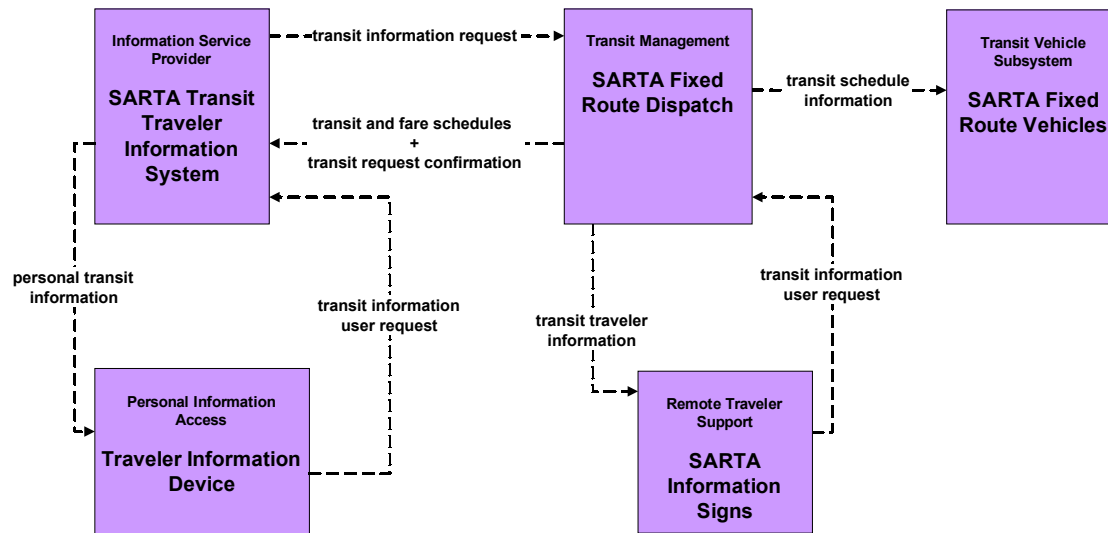 Information Service
Provider
SARTA Transit
Traveler
Information
System
transit information request
Transit Management
SARTA Fixed
Route Dispatch
transit schedule
information
Transit Vehicle
Subsystem
SARTA Fixed
Route Vehicles
transit and fare schedules
+
transit request confirmation
personal transit
information
transit information
user request
transit traveler
information
transit information
user request
Personal Information
Access
Traveler Information
Device
Remote Traveler
Support
SARTA
Information
Signs